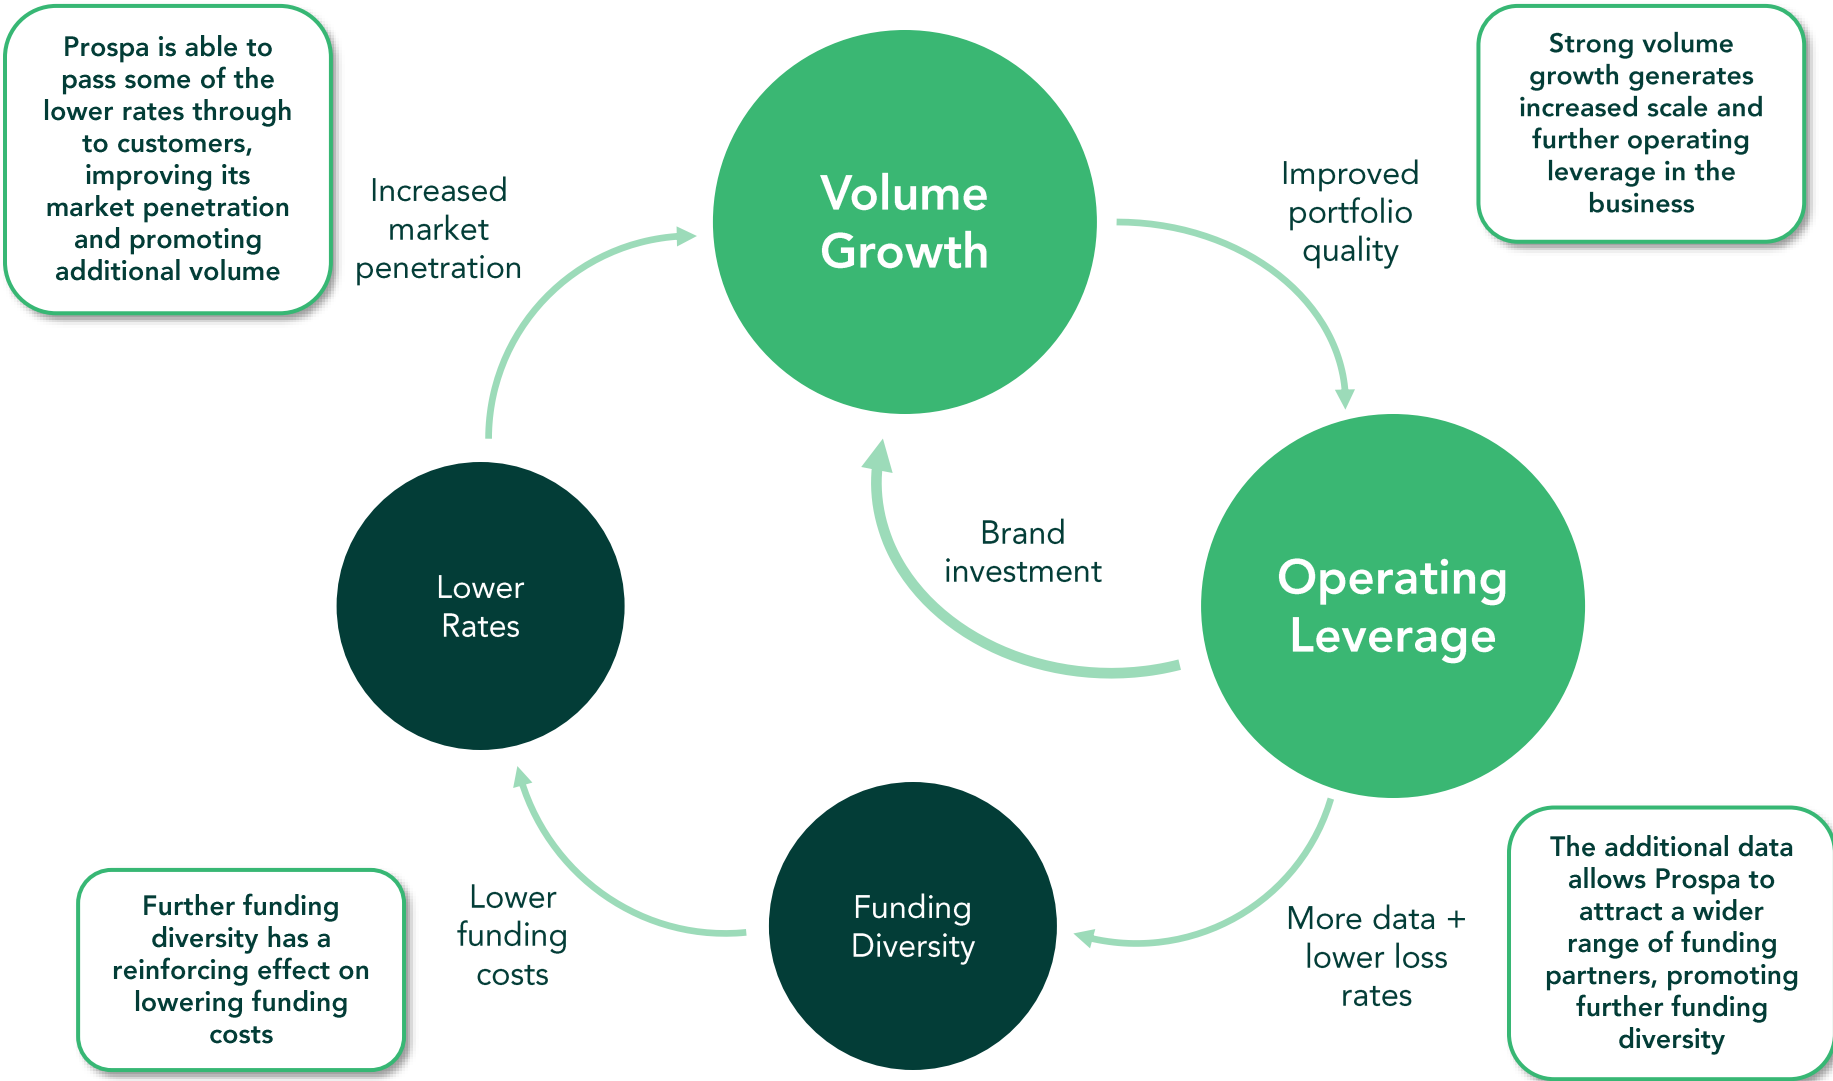 Prospa is able to
pass some of the
lower rates through
to customers,
improving its
market penetration
and promoting
additional volume
Increased
market
penetration
Volume
Growth
Improved
portfolio
quality
Strong volume
growth generates
increased scale and
further operating
leverage in the
business
Brand
investment
Operating
Leverage
Lower
Rates
Further funding
diversity has a
reinforcing effect on
lowering funding
costs
Lower
funding
costs
Funding
Diversity
More data +
lower loss
rates
The additional data
allows Prospa to
attract a wider
range of funding
partners, promoting
further funding
diversity